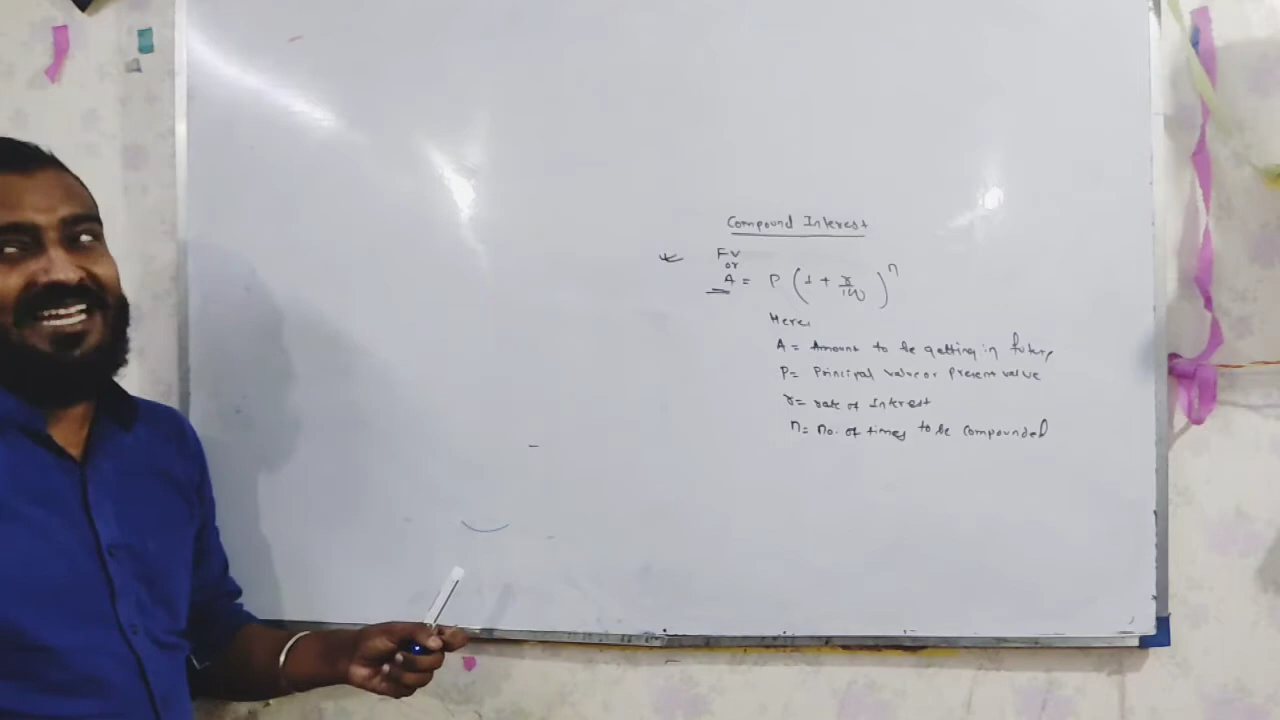 Compound Interest
FV
or
A = P (1 + r/100)^n
Here,
A = Amount to be getting in future
P = Principal value or Present value
r = rate of Interest
n = no. of times to be compounded